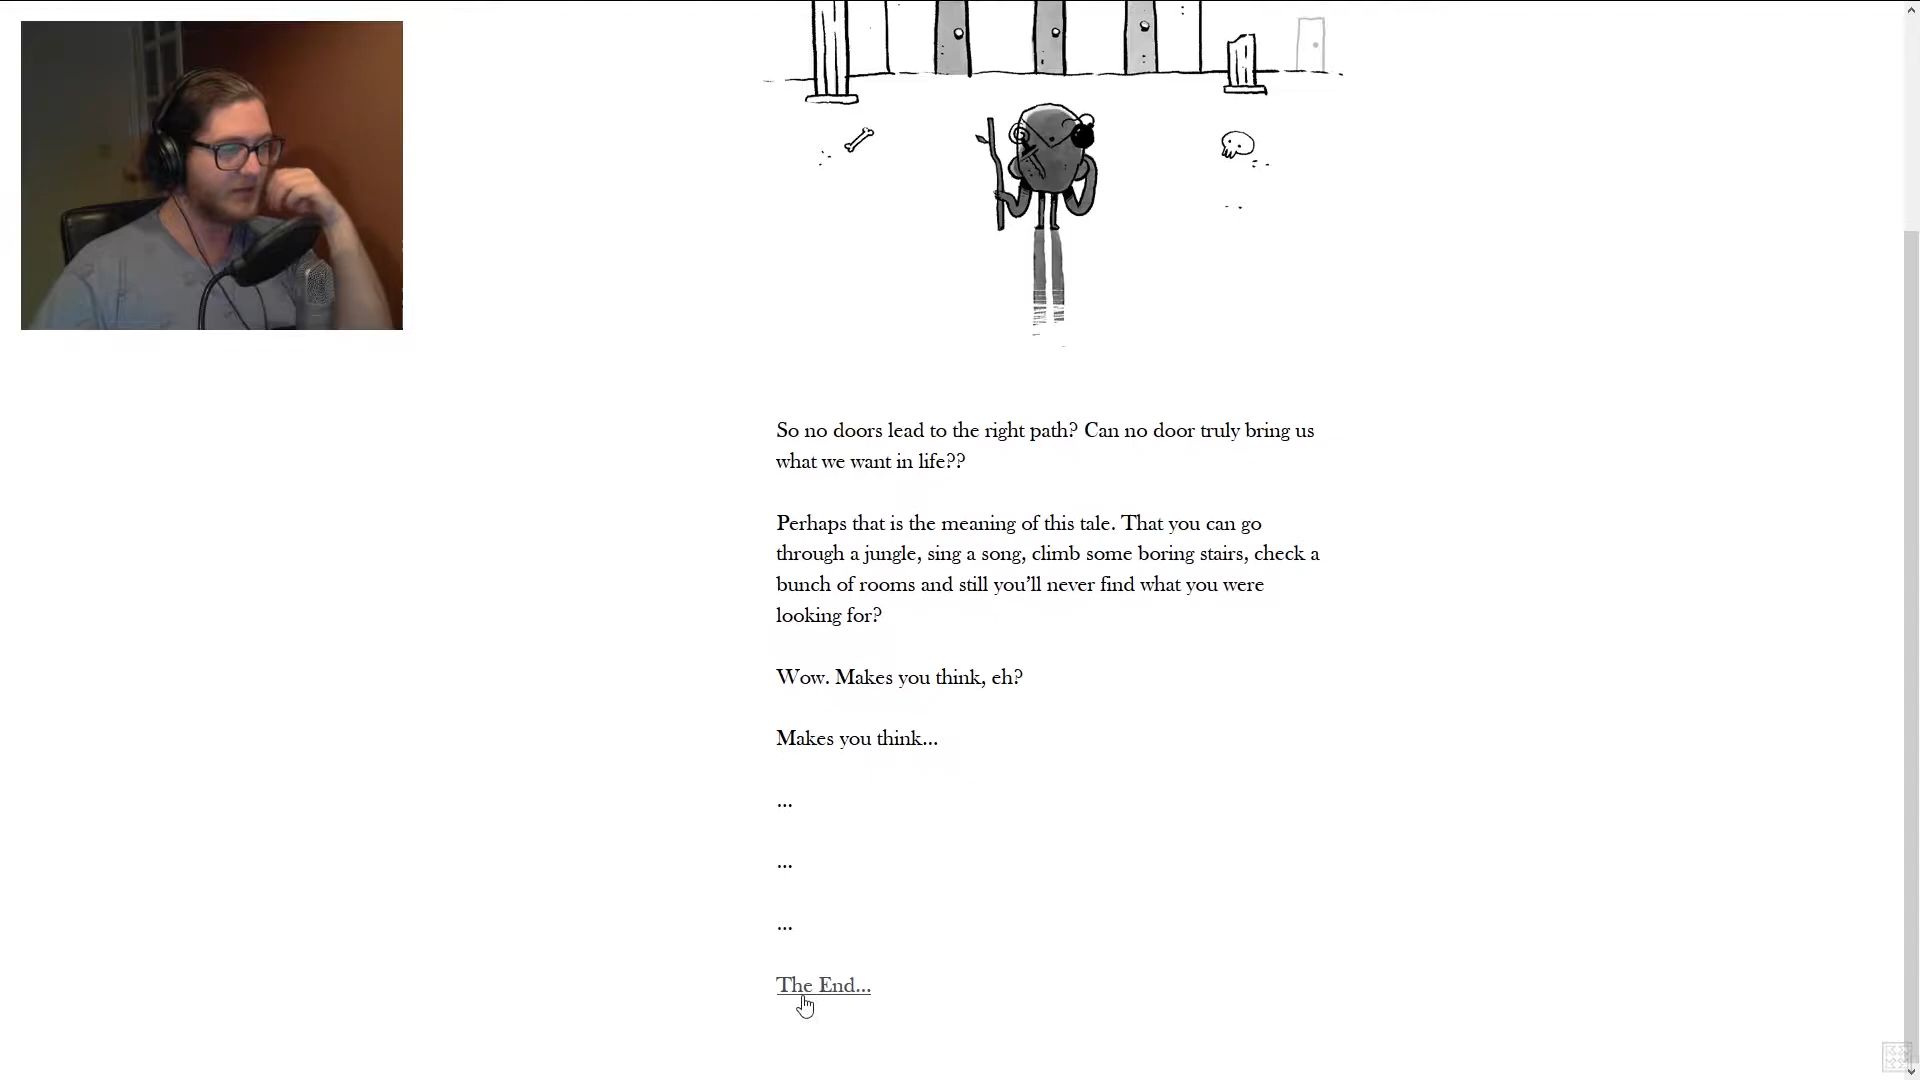 So no doors lead to the right path? Can no door truly bring us
what we want in life??
Perhaps that is the meaning of this tale. That you can go
through a jungle, sing a song, climb some boring stairs, check a
bunch of rooms and still you’ll never find what you were
looking for?
Wow. Makes you think, eh?
Makes you think...
...
...
...
The End...